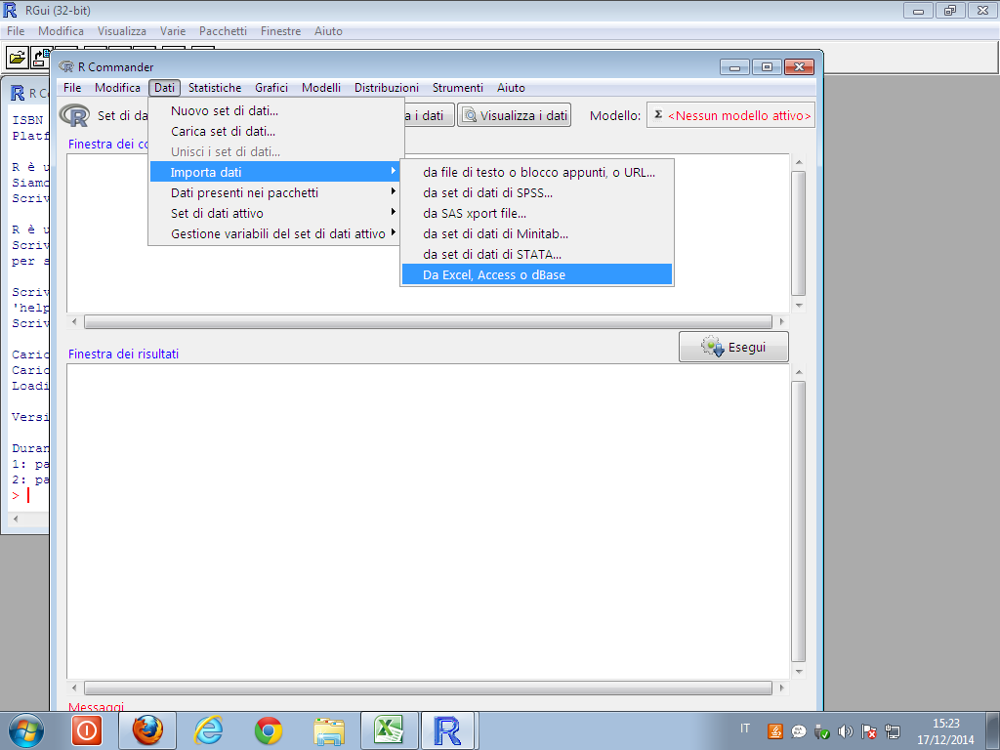 RGui (32-bit)
File Modifica Visualizza Varie Pacchetti Finestre Aiuto
R Commander
File Modifica Dati Statistiche Grafici Modelli Distribuzioni Strumenti Aiuto
Set di da
a i dati
Visualizza i dati
Modello:
Σ <Nessun modello attivo>
Finestra dei co
Nuovo set di dati...
Carica set di dati...
Unisci i set di dati...
Importa dati
Dati presenti nei pacchetti
Set di dati attivo
Gestione variabili del set di dati attivo
da file di testo o blocco appunti, o URL...
da set di dati di SPSS...
da SAS xport file...
da set di dati di Minitab...
da set di dati di STATA...
Da Excel, Access o dBase
Esegui
Finestra dei risultati
Messaggi
R Co
ISBN
Platf
R è u
Siamo
Scriv
R è u
Scriv
per s
Scriv
'help
Scriv
Caric
Caric
Loadi
Versi
Duran
1: pa
2: pa
>
IT
15:23
17/12/2014